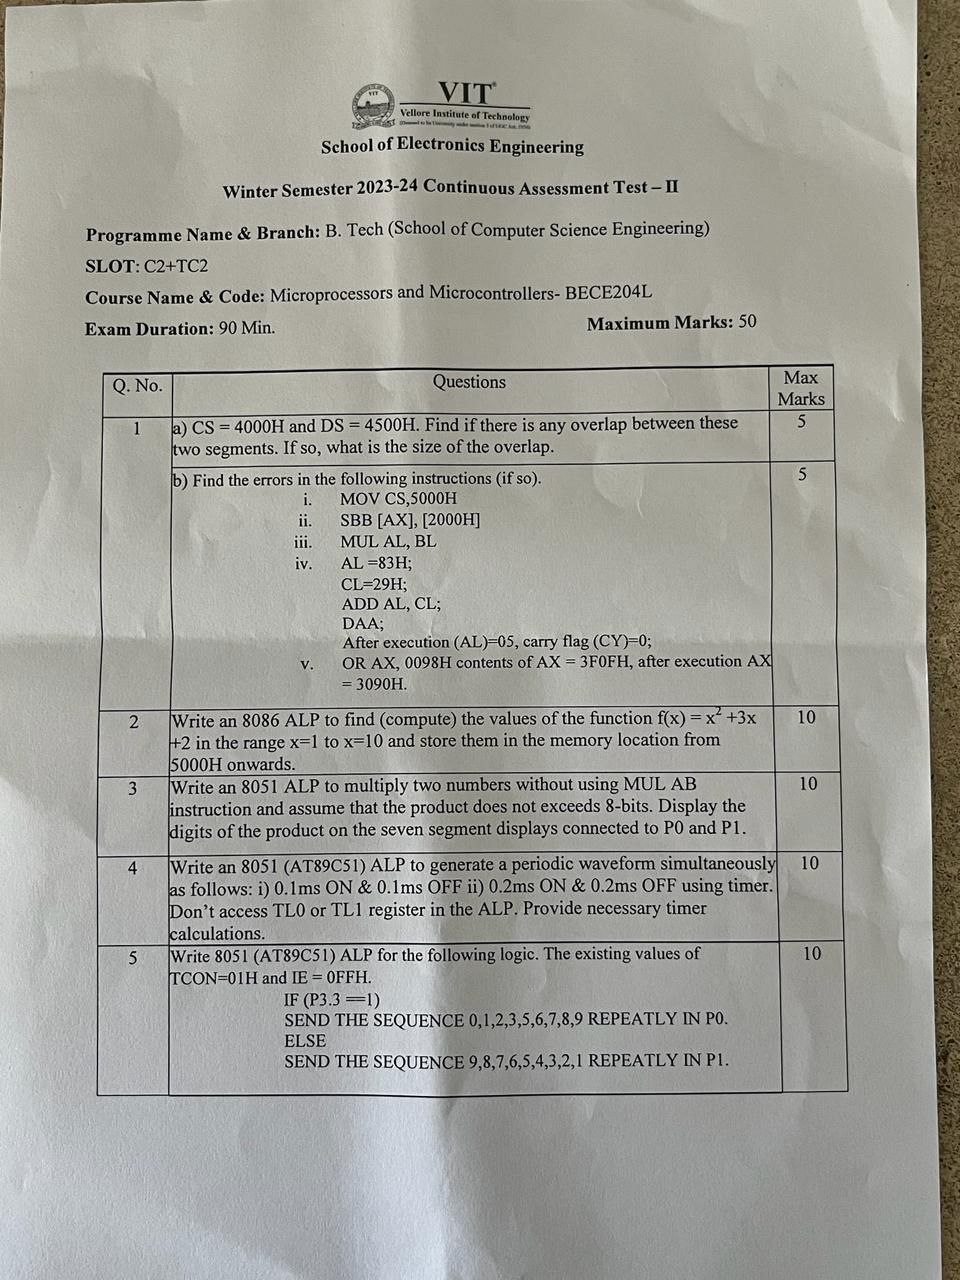 VIT
VIT
Vellore Institute of Technology
(Deemed to be University under section 3 of UGC Act, 1956)
School of Electronics Engineering
Winter Semester 2023-24 Continuous Assessment Test – II
Programme Name & Branch: B. Tech (School of Computer Science Engineering)
SLOT: C2+TC2
Course Name & Code: Microprocessors and Microcontrollers- BECE204L
Exam Duration: 90 Min. Maximum Marks: 50
Q. No. Questions Max Marks
1 a) CS = 4000H and DS = 4500H. Find if there is any overlap between these 5
two segments. If so, what is the size of the overlap.
b) Find the errors in the following instructions (if so). 5
i. MOV CS,5000H
ii. SBB [AX], [2000H]
iii. MUL AL, BL
iv. AL =83H;
CL=29H;
ADD AL, CL;
DAA;
After execution (AL)=05, carry flag (CY)=0;
v. OR AX, 0098H contents of AX = 3F0FH, after execution AX
= 3090H.
2 Write an 8086 ALP to find (compute) the values of the function f(x) = x² +3x 10
+2 in the range x=1 to x=10 and store them in the memory location from
5000H onwards.
3 Write an 8051 ALP to multiply two numbers without using MUL AB 10
instruction and assume that the product does not exceeds 8-bits. Display the
digits of the product on the seven segment displays connected to P0 and P1.
4 Write an 8051 (AT89C51) ALP to generate a periodic waveform simultaneously 10
as follows: i) 0.1ms ON & 0.1ms OFF ii) 0.2ms ON & 0.2ms OFF using timer.
Don't access TL0 or TL1 register in the ALP. Provide necessary timer
calculations.
5 Write 8051 (AT89C51) ALP for the following logic. The existing values of 10
TCON=01H and IE = 0FFH.
IF (P3.3 ==1)
SEND THE SEQUENCE 0,1,2,3,5,6,7,8,9 REPEATLY IN P0.
ELSE
SEND THE SEQUENCE 9,8,7,6,5,4,3,2,1 REPEATLY IN P1.